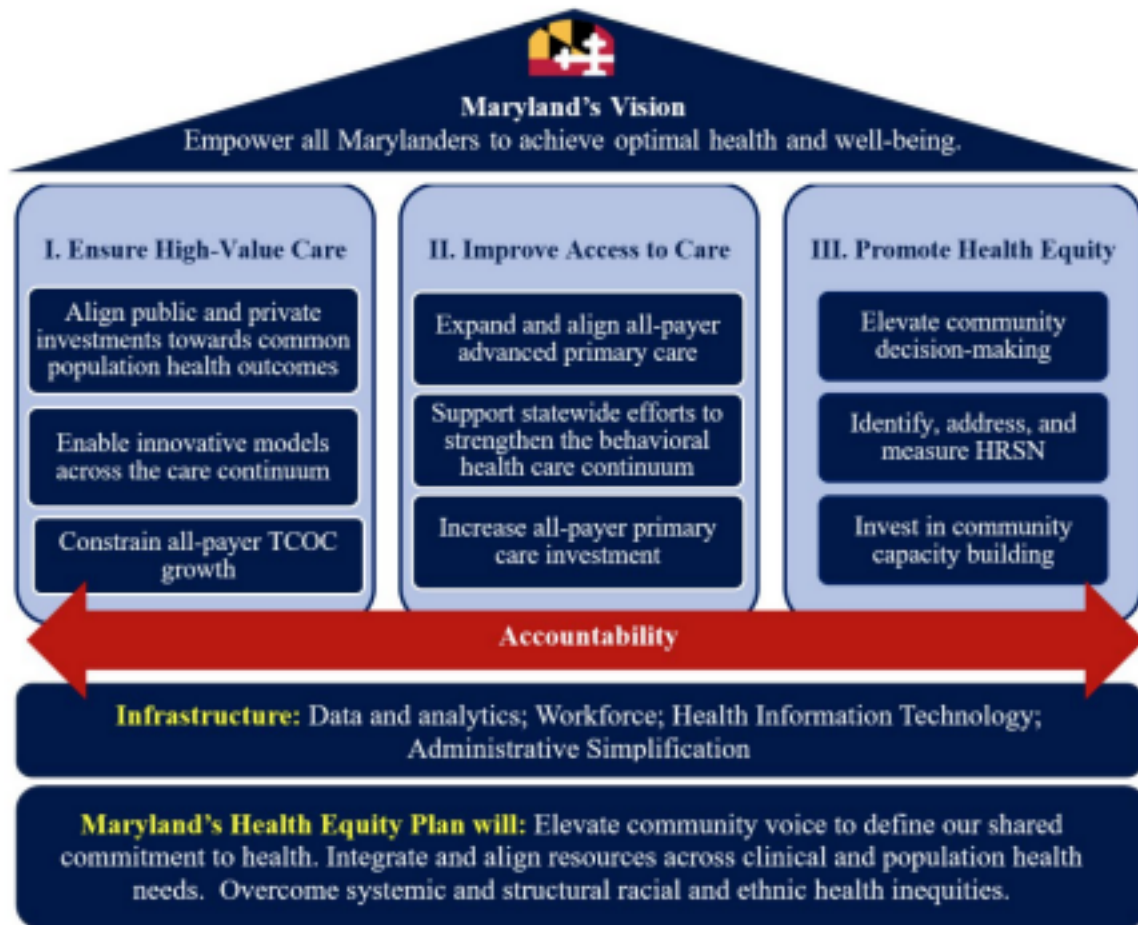 Maryland's Vision
Empower all Marylanders to achieve optimal health and well-being.
I. Ensure High-Value Care
Align public and private
investments towards common
population health outcomes
Enable innovative models
across the care continuum
Constrain all-payer TCOC
growth
II. Improve Access to Care
Expand and align all-payer
advanced primary care
Support statewide efforts to
strengthen the behavioral
health care continuum
Increase all-payer primary
care investment
III. Promote Health Equity
Elevate community
decision-making
Identify, address, and
measure HRSN
Invest in community
capacity building
Accountability
Infrastructure: Data and analytics; Workforce; Health Information Technology;
Administrative Simplification
Maryland's Health Equity Plan will: Elevate community voice to define our shared
commitment to health. Integrate and align resources across clinical and population health
needs.  Overcome systemic and structural racial and ethnic health inequities.